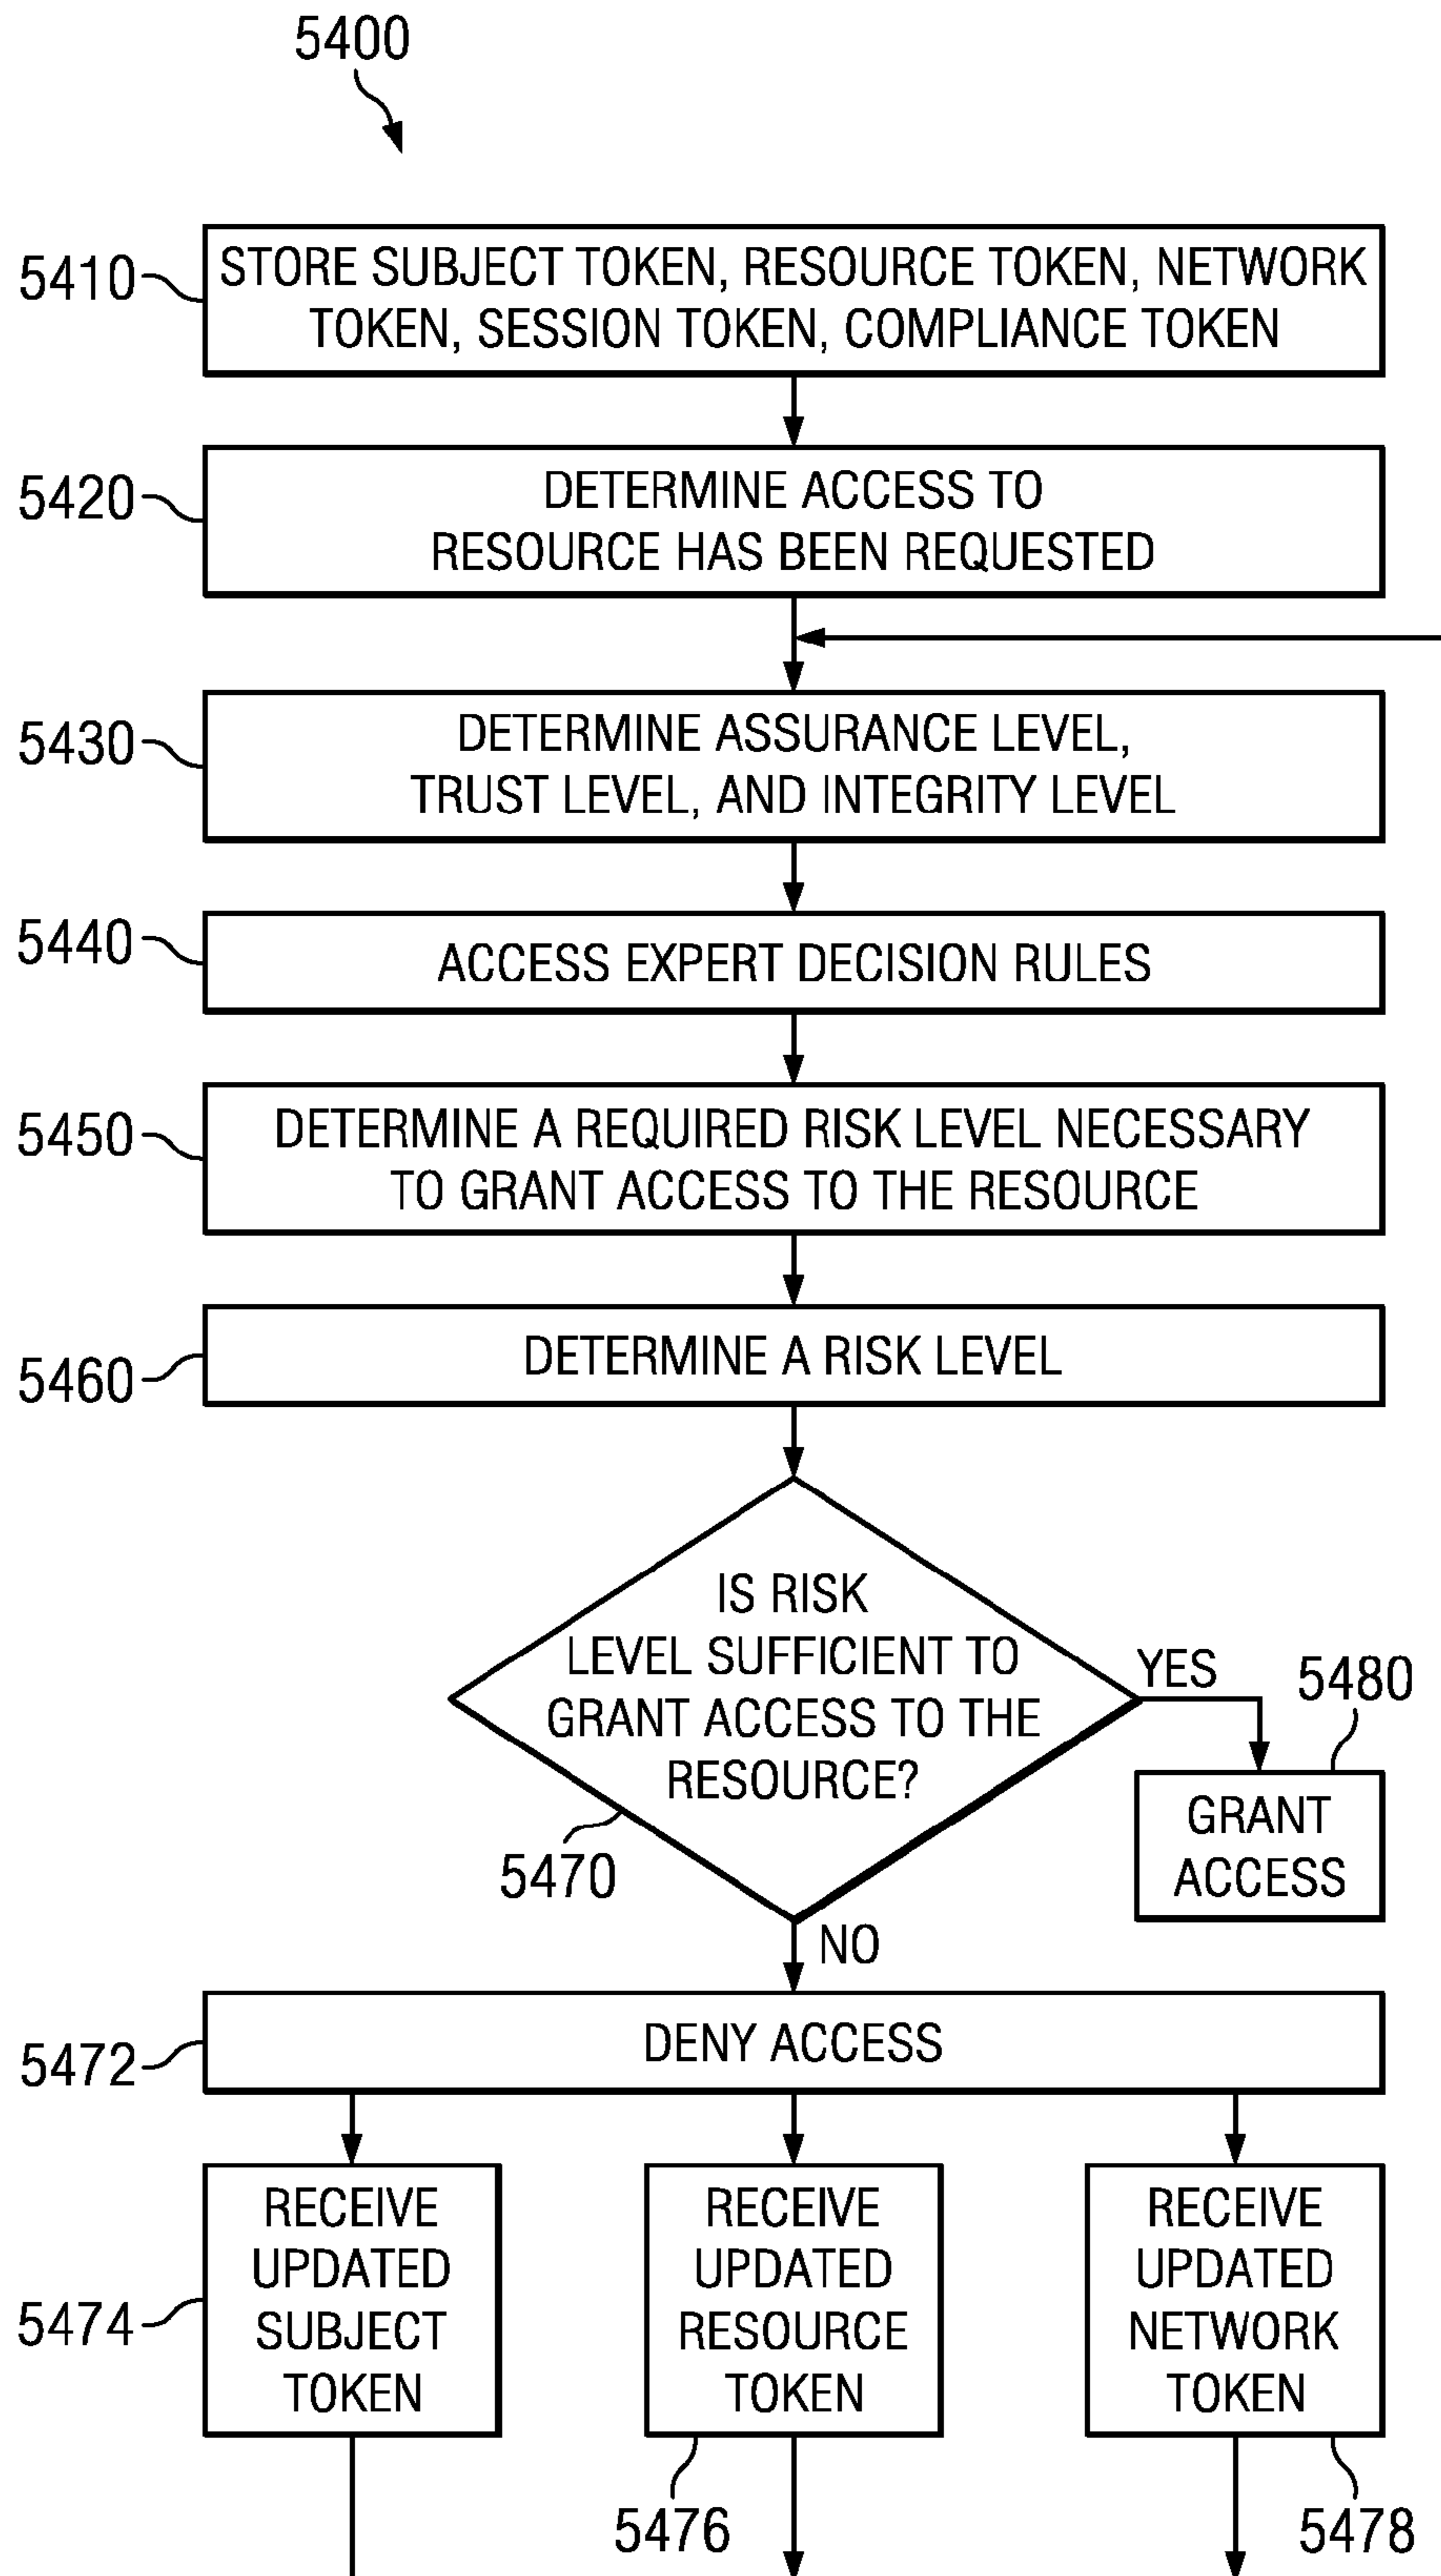 5400
5410
STORE SUBJECT TOKEN, RESOURCE TOKEN, NETWORK
TOKEN, SESSION TOKEN, COMPLIANCE TOKEN
5420
DETERMINE ACCESS TO
RESOURCE HAS BEEN REQUESTED
5430
DETERMINE ASSURANCE LEVEL,
TRUST LEVEL, AND INTEGRITY LEVEL
5440
ACCESS EXPERT DECISION RULES
5450
DETERMINE A REQUIRED RISK LEVEL NECESSARY
TO GRANT ACCESS TO THE RESOURCE
5460
DETERMINE A RISK LEVEL
IS RISK
LEVEL SUFFICIENT TO
GRANT ACCESS TO THE
RESOURCE?
5470
YES
5480
GRANT
ACCESS
NO
5472
DENY ACCESS
5474
RECEIVE
UPDATED
SUBJECT
TOKEN
RECEIVE
UPDATED
RESOURCE
TOKEN
5476
RECEIVE
UPDATED
NETWORK
TOKEN
5478